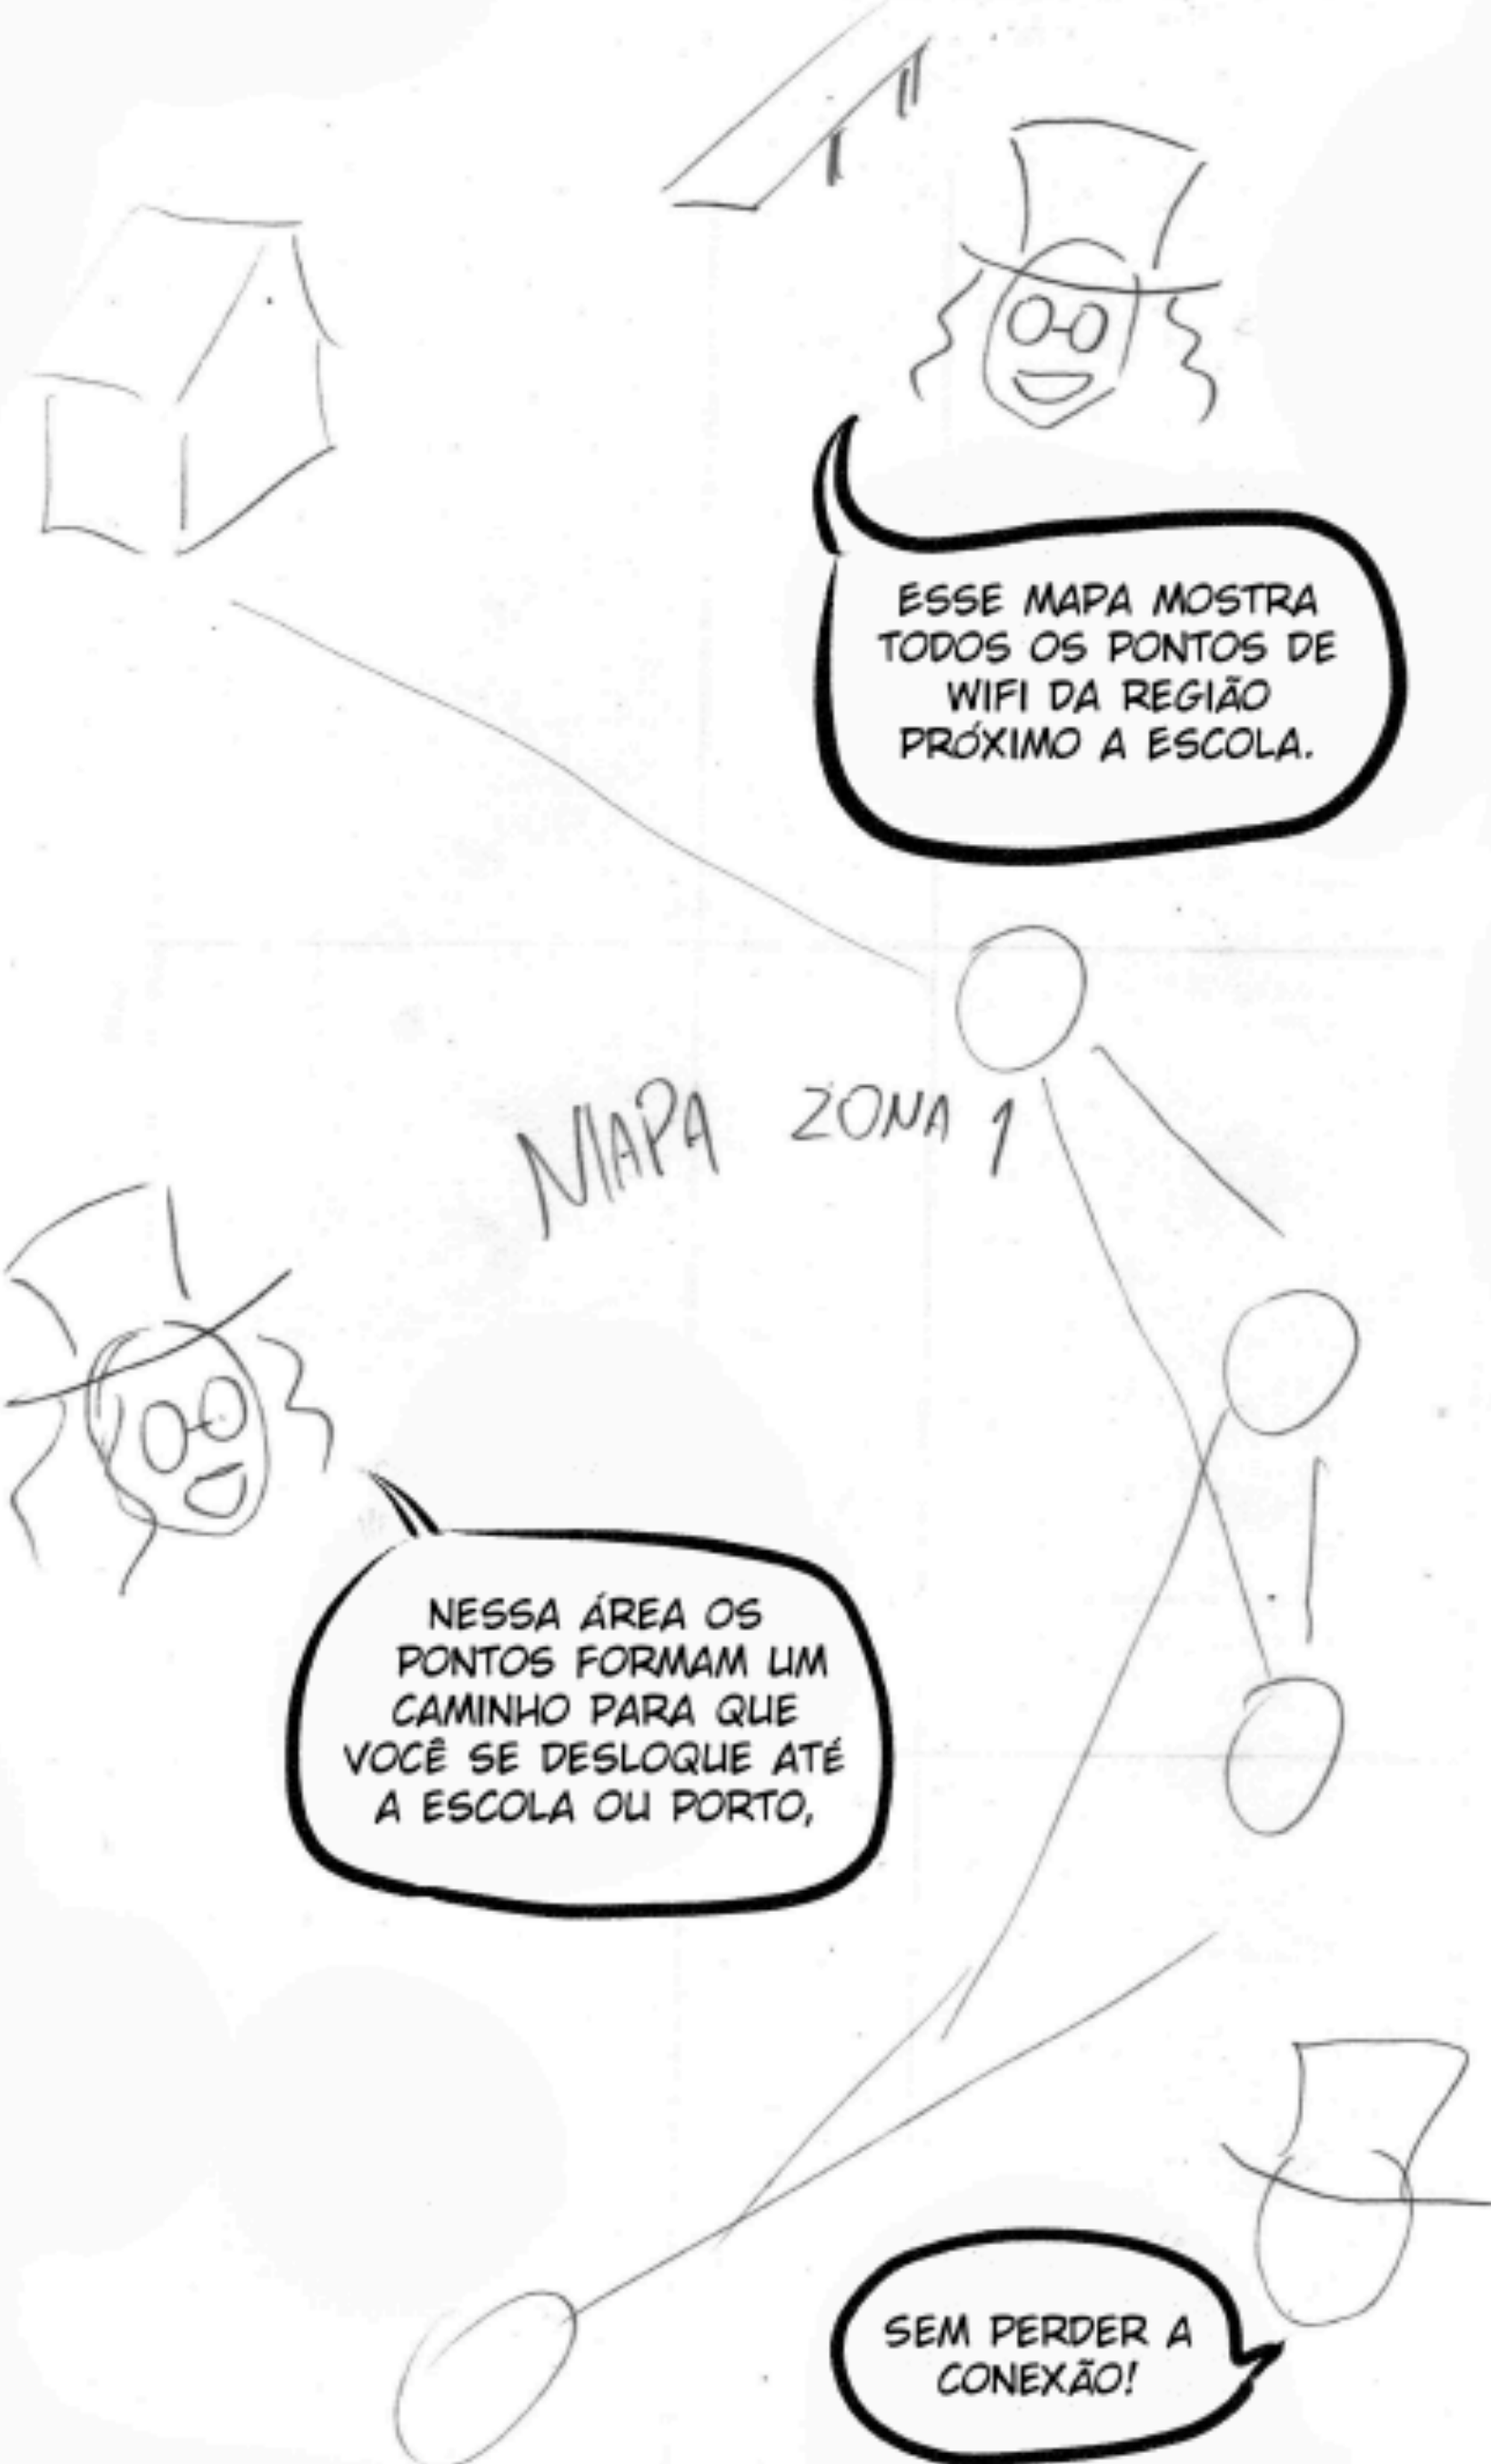 ESSE MAPA MOSTRA
TODOS OS PONTOS DE
WIFI DA REGIÃO
PRÓXIMO A ESCOLA.
MAPA ZONA 1
NESSA ÁREA OS
PONTOS FORMAM UM
CAMINHO PARA QUE
VOCÊ SE DESLOQUE ATÉ
A ESCOLA OU PORTO,
SEM PERDER A
CONEXÃO!